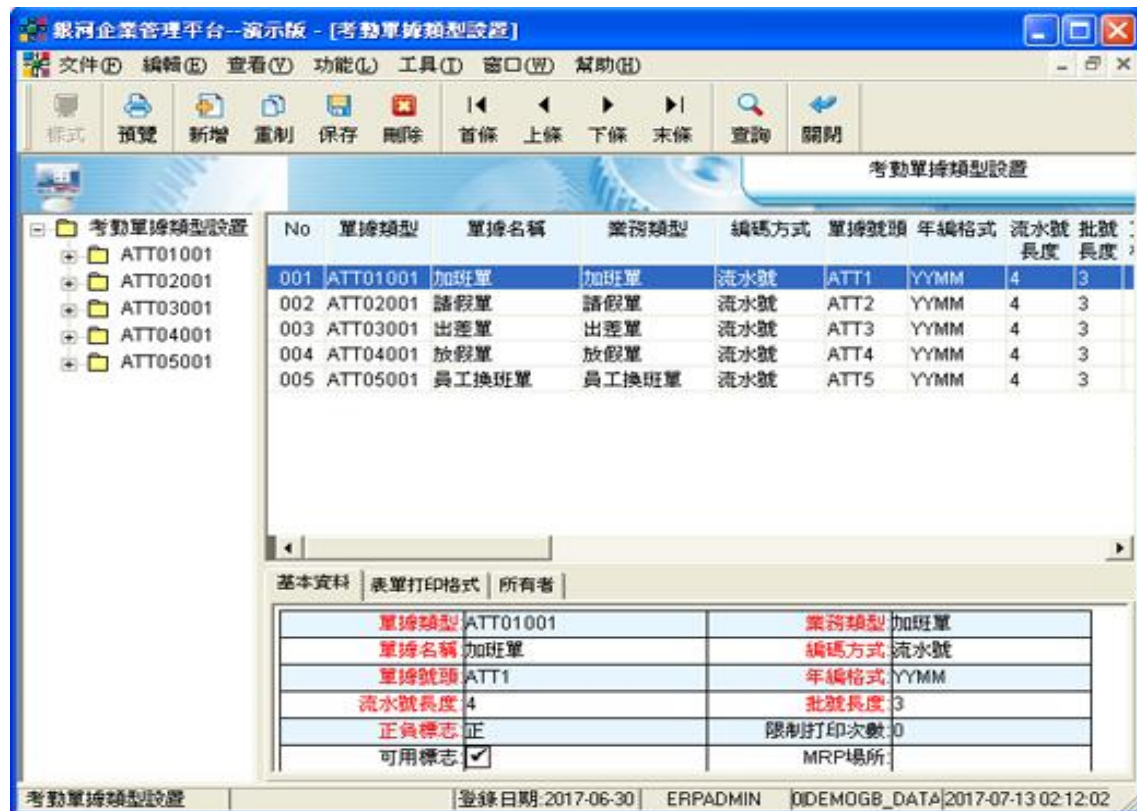 銀河企業管理平台--演示版 - [考勤單據類型設置]
文件(F) 編輯(E) 查看(V) 功能(L) 工具(I) 窗口(W) 幫助(H)
樣式 預覽 新增 重制 保存 刪除 首條 上條 下條 末條 查詢 關閉
考勤單據類型設置
考勤單據類型設置
ATT01001
ATT02001
ATT03001
ATT04001
ATT05001
No 單據類型 單據名稱 業務類型 編碼方式 單據號頭 年編格式 流水號長度 批號長度
001 ATT01001 加班單 加班單 流水號 ATT1 YYMM 4 3
002 ATT02001 請假單 請假單 流水號 ATT2 YYMM 4 3
003 ATT03001 出差單 出差單 流水號 ATT3 YYMM 4 3
004 ATT04001 放假單 放假單 流水號 ATT4 YYMM 4 3
005 ATT05001 員工換班單 員工換班單 流水號 ATT5 YYMM 4 3
基本資料 表單打印格式 所有者
單據類型:ATT01001 業務類型:加班單
單據名稱:加班單 編碼方式:流水號
單據號頭:ATT1 年編格式:YYMM
流水號長度:4 批號長度:3
正負標志:正 限制打印次數:0
可用標志: MRP場所:
考勤單據類型設置 登錄日期:2017-06-30 ERPADMIN 0 DEMOGB_DATA 2017-07-13 02:12:02